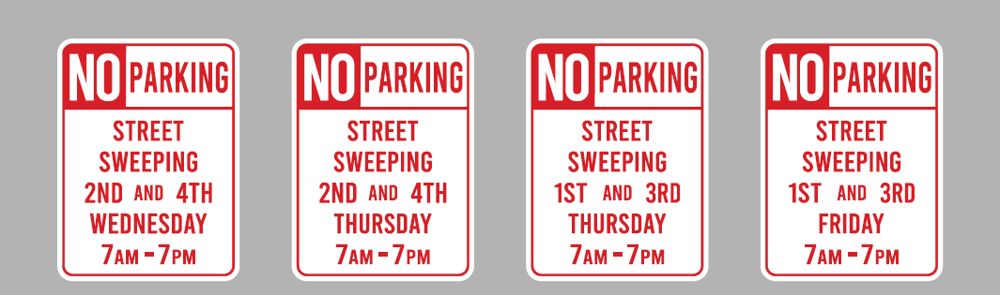 NO PARKING
STREET
SWEEPING
2ND AND 4TH
WEDNESDAY
7AM-7PM
NO PARKING
STREET
SWEEPING
2ND AND 4TH
THURSDAY
7AM-7PM
NO PARKING
STREET
SWEEPING
1ST AND 3RD
THURSDAY
7AM-7PM
NO PARKING
STREET
SWEEPING
1ST AND 3RD
FRIDAY
7AM-7PM